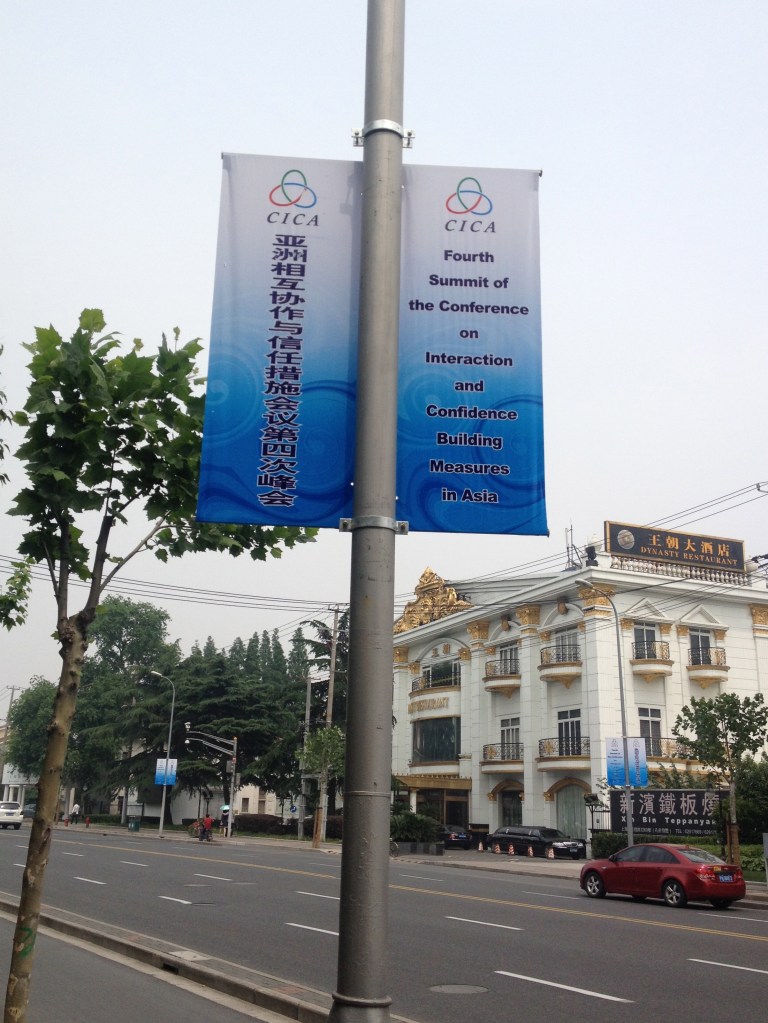 CICA
亚洲相互协作与信任措施会议第四次峰会
CICA
Fourth
Summit of
the Conference
on
Interaction
and
Confidence
Building
Measures
in Asia
王朝大酒店
DYNASTY RESTAURANT
新濱鐵板燒
Xin Bin Teppanyaki